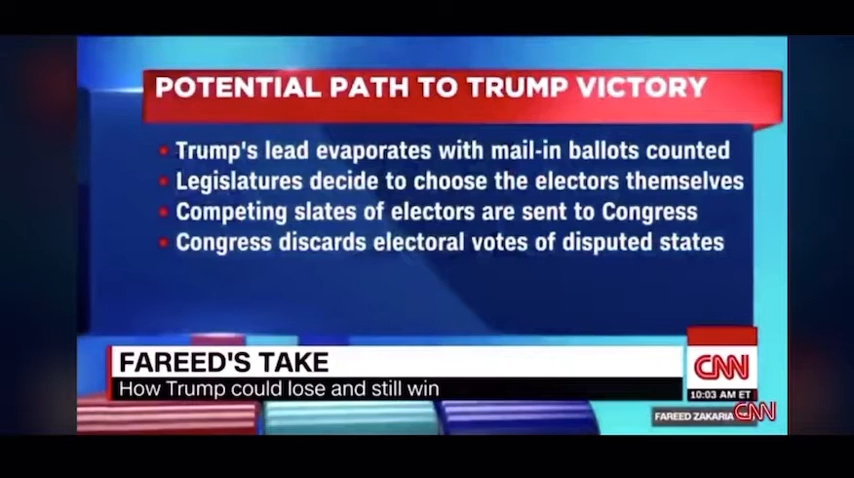 POTENTIAL PATH TO TRUMP VICTORY
• Trump's lead evaporates with mail-in ballots counted
• Legislatures decide to choose the electors themselves
• Competing slates of electors are sent to Congress
• Congress discards electoral votes of disputed states
FAREED'S TAKE
How Trump could lose and still win
CNN
10:03 AM ET
FAREED ZAKARIA
CNN